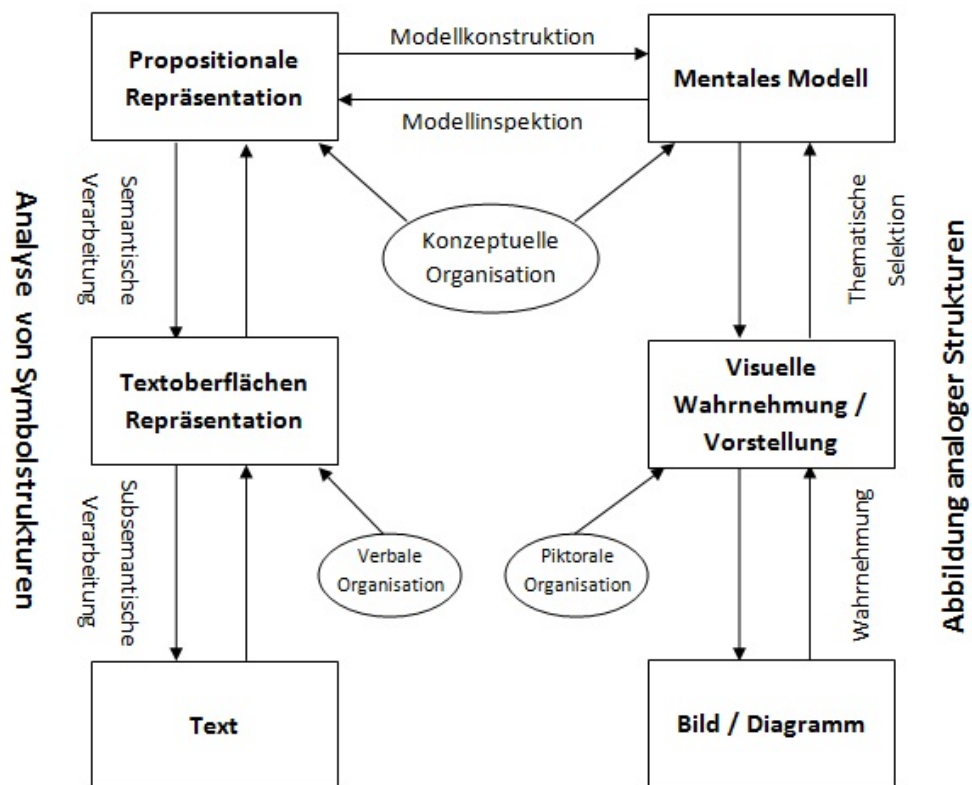 Propositionale
Repräsentation
Modellkonstruktion
Modellinspektion
Mentales Modell
Analyse von Symbolstrukturen
Semantische
Verarbeitung
Konzeptuelle
Organisation
Thematische
Selektion
Abbildung analoger Strukturen
Textoberflächen
Repräsentation
Visuelle
Wahrnehmung /
Vorstellung
Subsemantische
Verarbeitung
Verbale
Organisation
Piktorale
Organisation
Wahrnehmung
Text
Bild / Diagramm